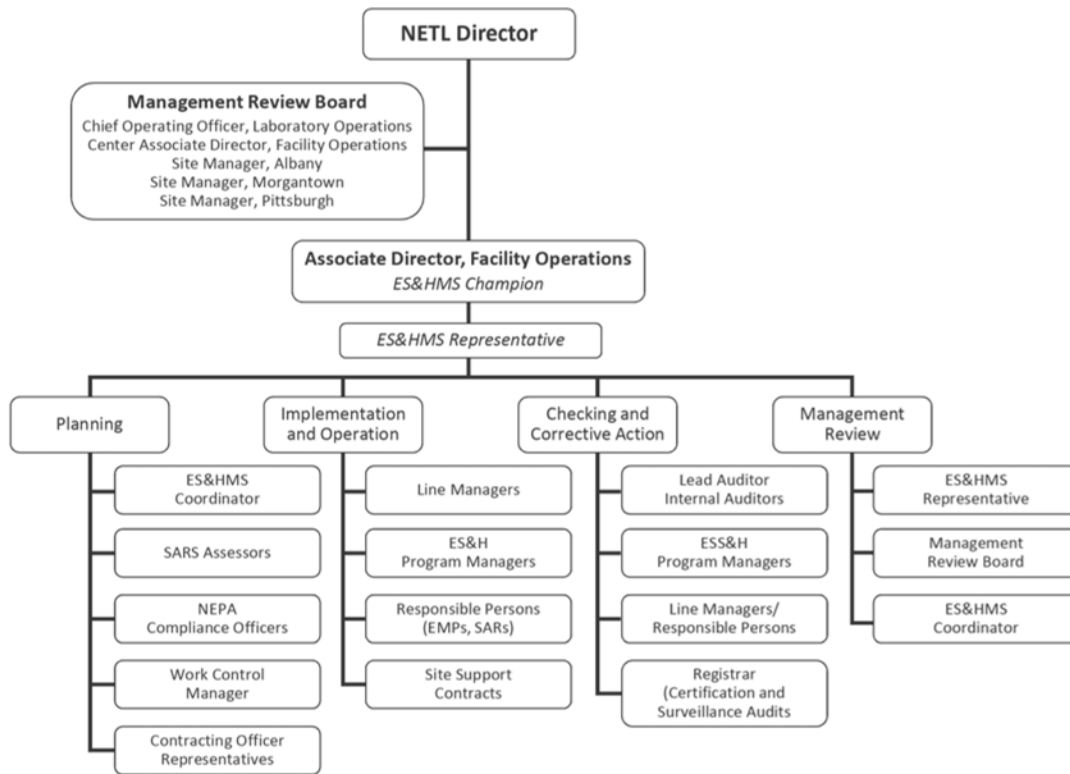 NETL Director
Management Review Board
Chief Operating Officer, Laboratory Operations
Center Associate Director, Facility Operations
Site Manager, Albany
Site Manager, Morgantown
Site Manager, Pittsburgh
Associate Director, Facility Operations
ES&HMS Champion
ES&HMS Representative
Planning
ES&HMS
Coordinator
SARS Assessors
NEPA
Compliance Officers
Work Control
Manager
Contracting Officer
Representatives
Implementation
and Operation
Line Managers
ES&H
Program Managers
Responsible Persons
(EMPs, SARs)
Site Support
Contracts
Checking and
Corrective Action
Lead Auditor
Internal Auditors
ESS&H
Program Managers
Line Managers/
Responsible Persons
Registrar
(Certification and
Surveillance Audits
Management
Review
ES&HMS
Representative
Management
Review Board
ES&HMS
Coordinator